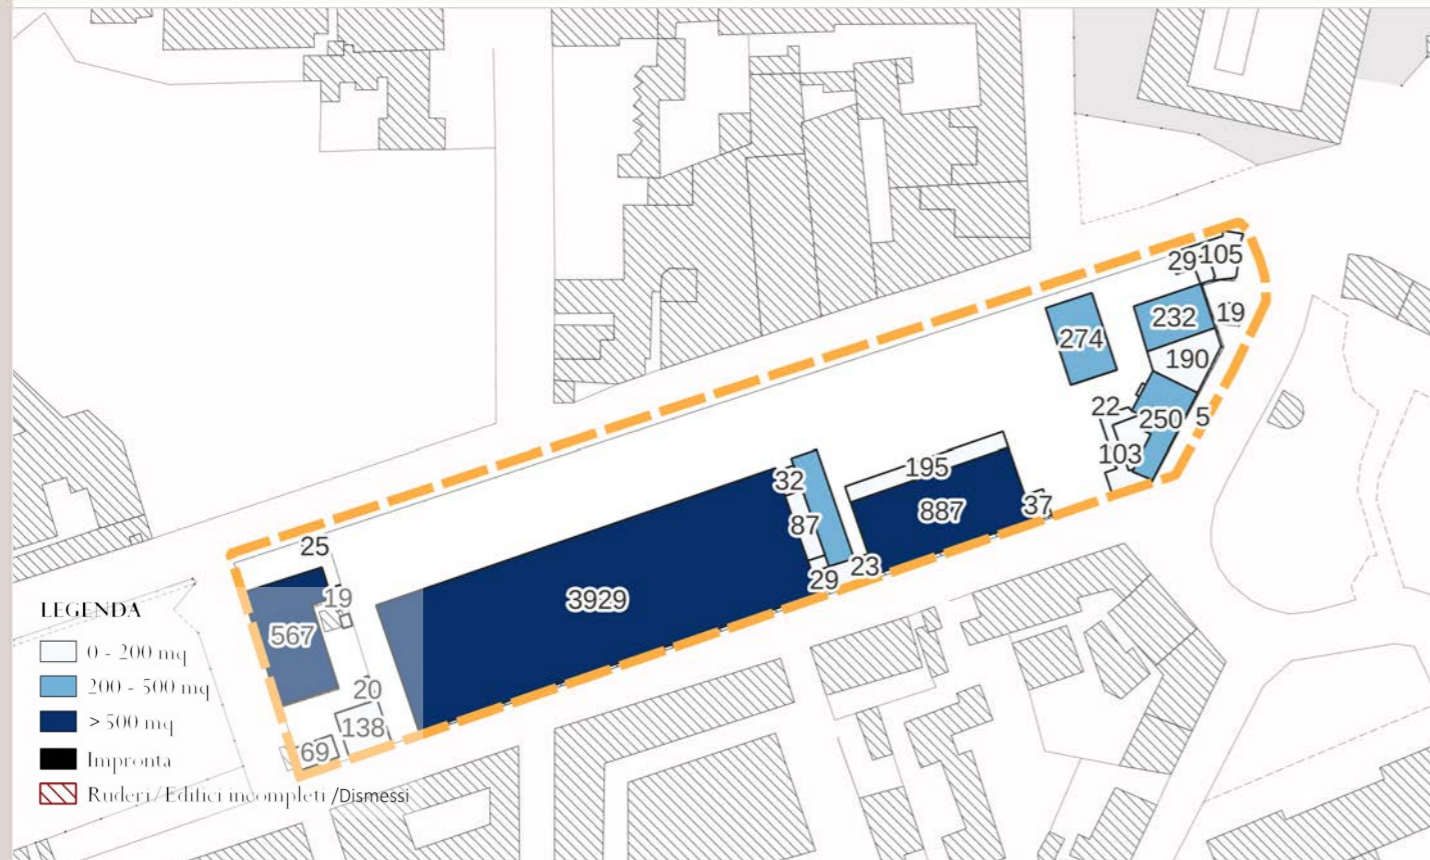 29 105
232 19
274
190
22 250 5
103
195
32
887 37
87
23
29
25
3929
19
567
20
138
69
LEGENDA
0 - 200 mq
200 - 500 mq
> 500 mq
Impronta
Ruderi/Edifici incompleti /Dismessi